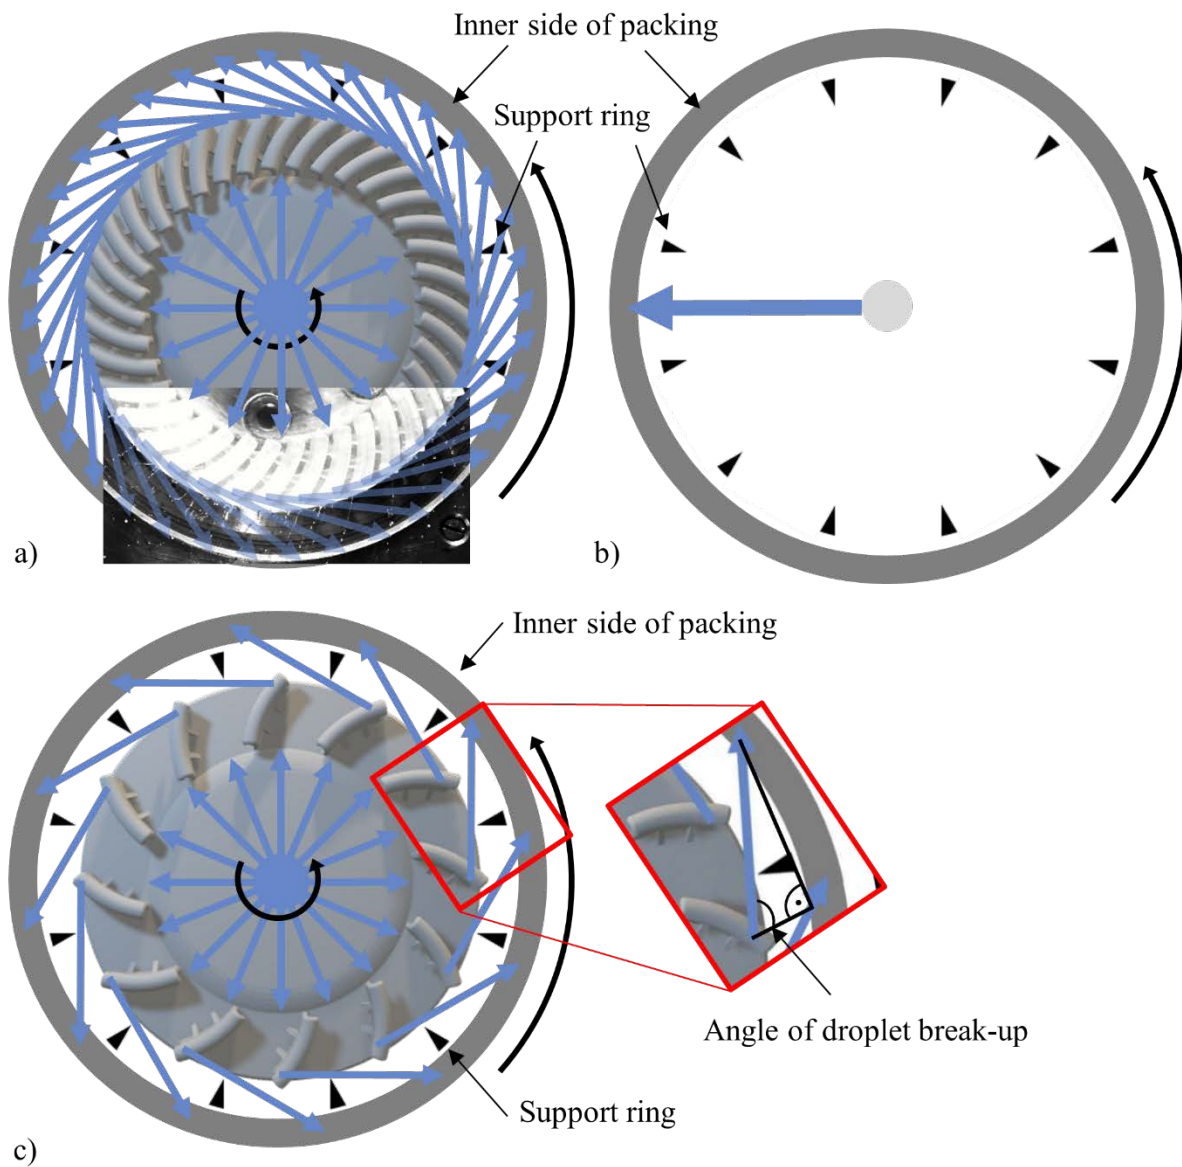 Inner side of packing
Support ring
a)
b)
Inner side of packing
Angle of droplet break-up
Support ring
c)